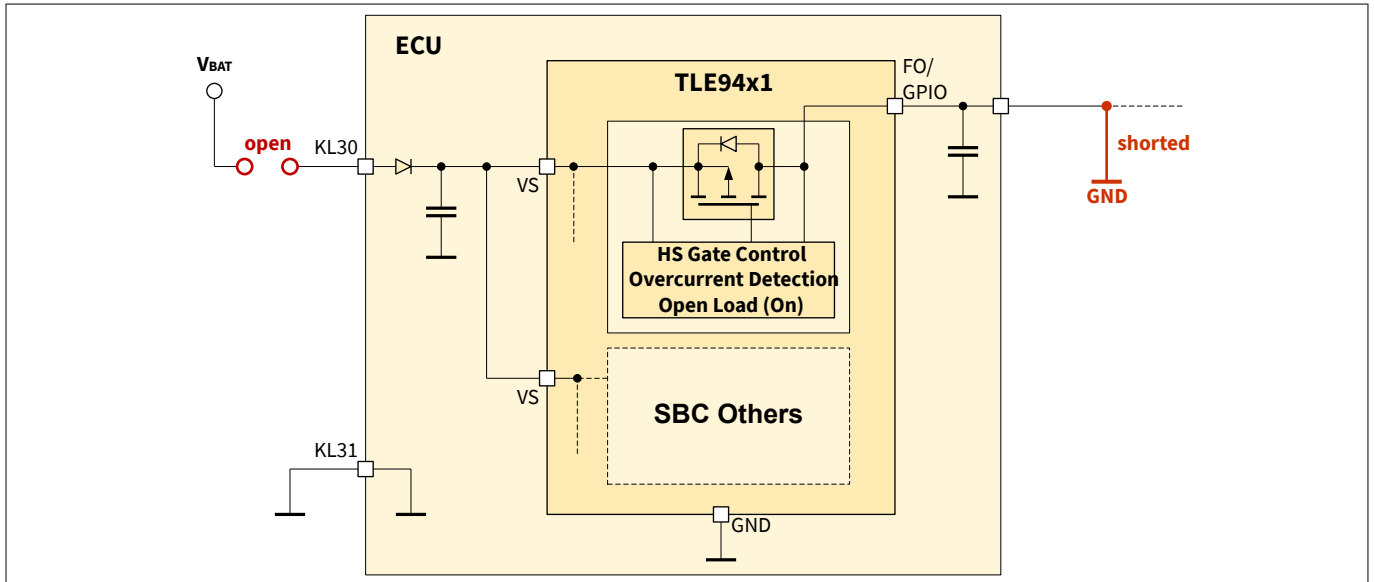 ECU
VBAT
TLE94x1
FO/
GPIO
open
KL30
shorted
VS
GND
HS Gate Control
Overcurrent Detection
Open Load (On)
VS
SBC Others
KL31
GND